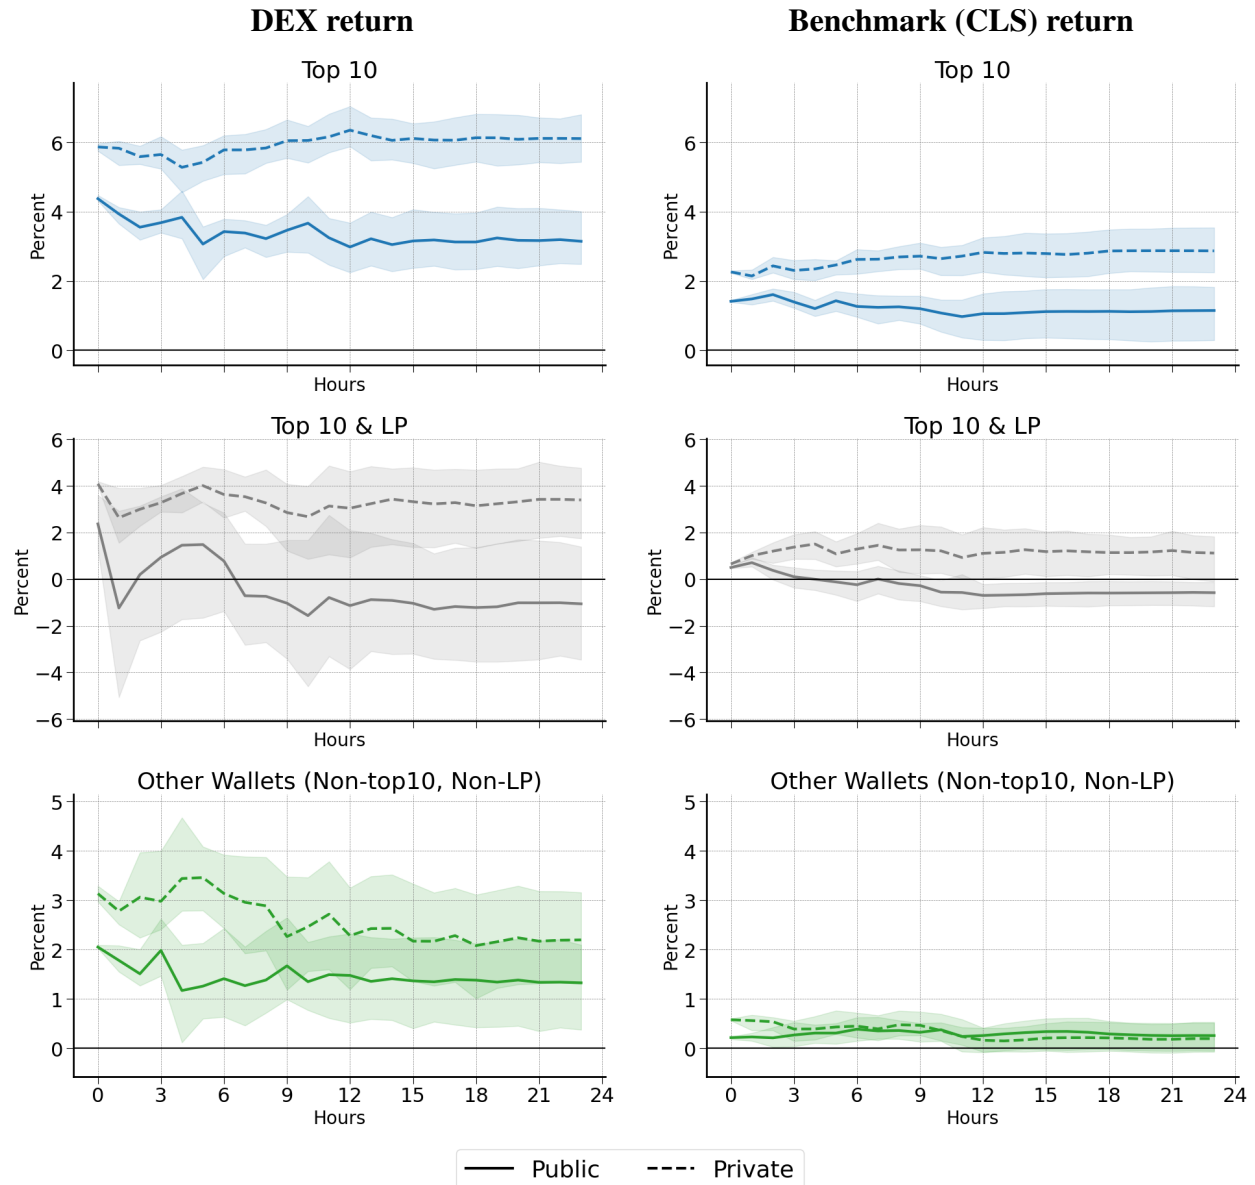 DEX return
Benchmark (CLS) return
Top 10
Top 10
6
4
2
0
Percent
Hours
6
4
2
0
Percent
Hours
Top 10 & LP
Top 10 & LP
6
4
2
0
−2
−4
−6
Percent
Hours
6
4
2
0
−2
−4
−6
Percent
Hours
Other Wallets (Non-top10, Non-LP)
Other Wallets (Non-top10, Non-LP)
5
4
3
2
1
0
Percent
0 3 6 9 12 15 18 21 24
Hours
5
4
3
2
1
0
Percent
0 3 6 9 12 15 18 21 24
Hours
Public Private